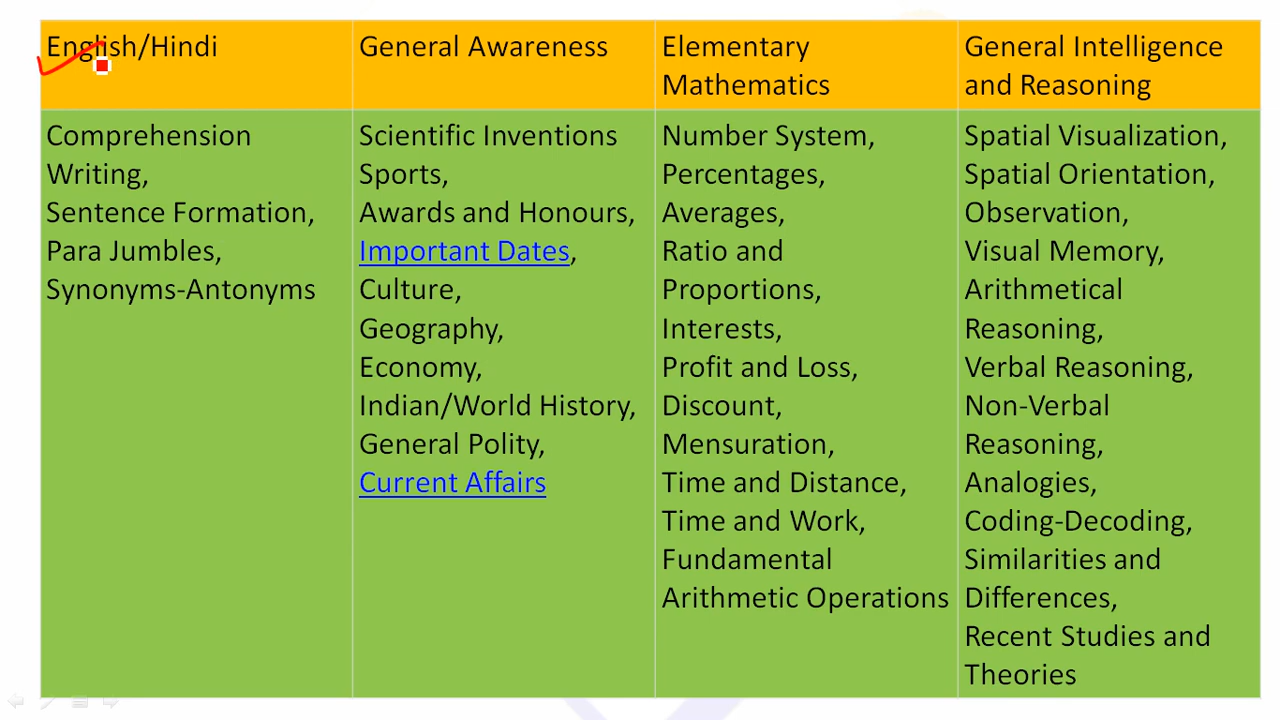 English/Hindi
General Awareness
Elementary
Mathematics
General Intelligence
and Reasoning
Comprehension
Writing,
Sentence Formation,
Para Jumbles,
Synonyms-Antonyms
Scientific Inventions
Sports,
Awards and Honours,
Important Dates,
Culture,
Geography,
Economy,
Indian/World History,
General Polity,
Current Affairs
Number System,
Percentages,
Averages,
Ratio and
Proportions,
Interests,
Profit and Loss,
Discount,
Mensuration,
Time and Distance,
Time and Work,
Fundamental
Arithmetic Operations
Spatial Visualization,
Spatial Orientation,
Observation,
Visual Memory,
Arithmetical
Reasoning,
Verbal Reasoning,
Non-Verbal
Reasoning,
Analogies,
Coding-Decoding,
Similarities and
Differences,
Recent Studies and
Theories